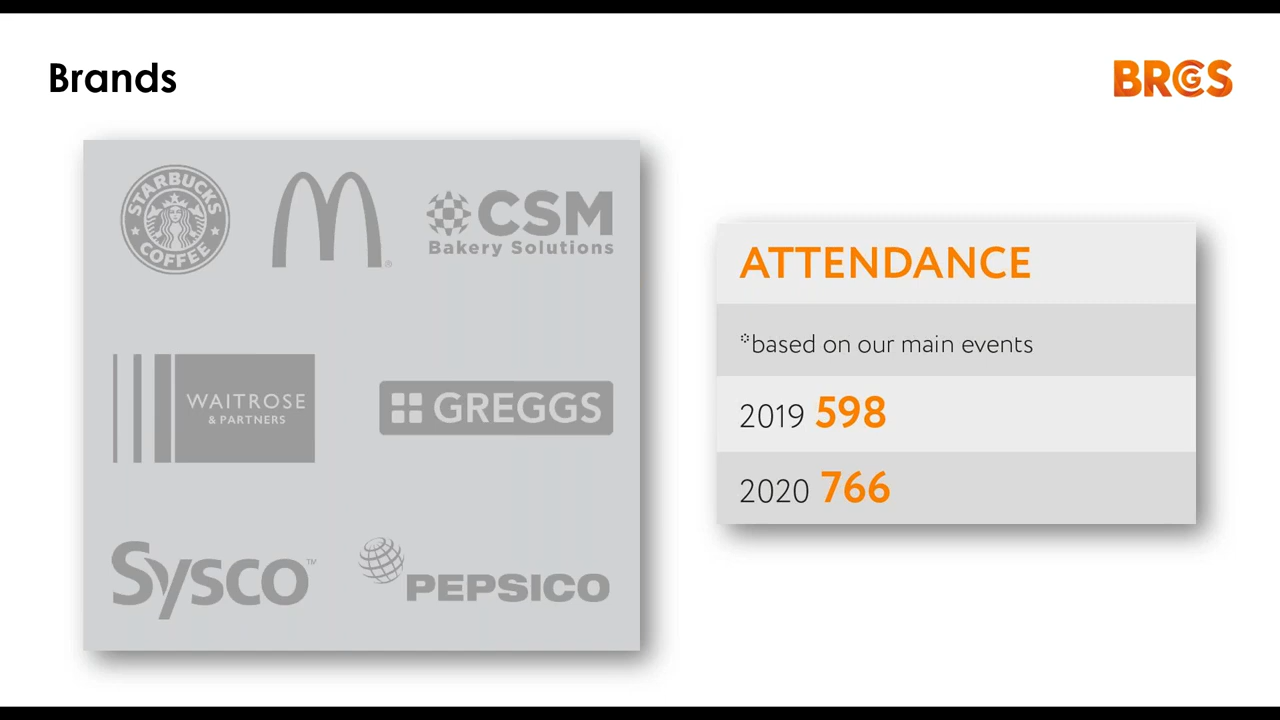 Brands
BRCGS
STARBUCKS
COFFEE
M
®
CSM
Bakery Solutions
WAITROSE
& PARTNERS
GREGGS
Sysco™
PEPSICO
ATTENDANCE
*based on our main events
2019 598
2020 766